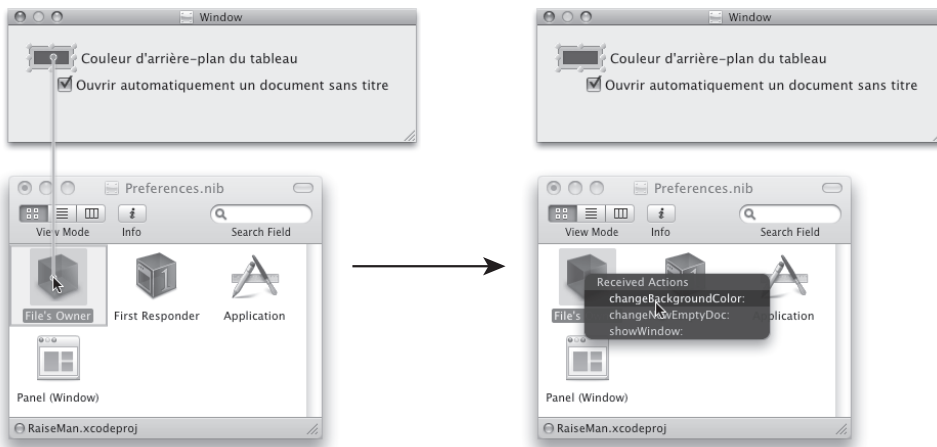 Window
Couleur d'arrière-plan du tableau
Ouvrir automatiquement un document sans titre
Preferences.nib
View Mode Info Search Field
File's Owner First Responder Application
Panel (Window)
RaiseMan.xcodeproj
Window
Couleur d'arrière-plan du tableau
Ouvrir automatiquement un document sans titre
Preferences.nib
View Mode Info Search Field
Received Actions
changeBackgroundColor:
File's changeNewEmptyDoc: Application
showWindow:
Panel (Window)
RaiseMan.xcodeproj